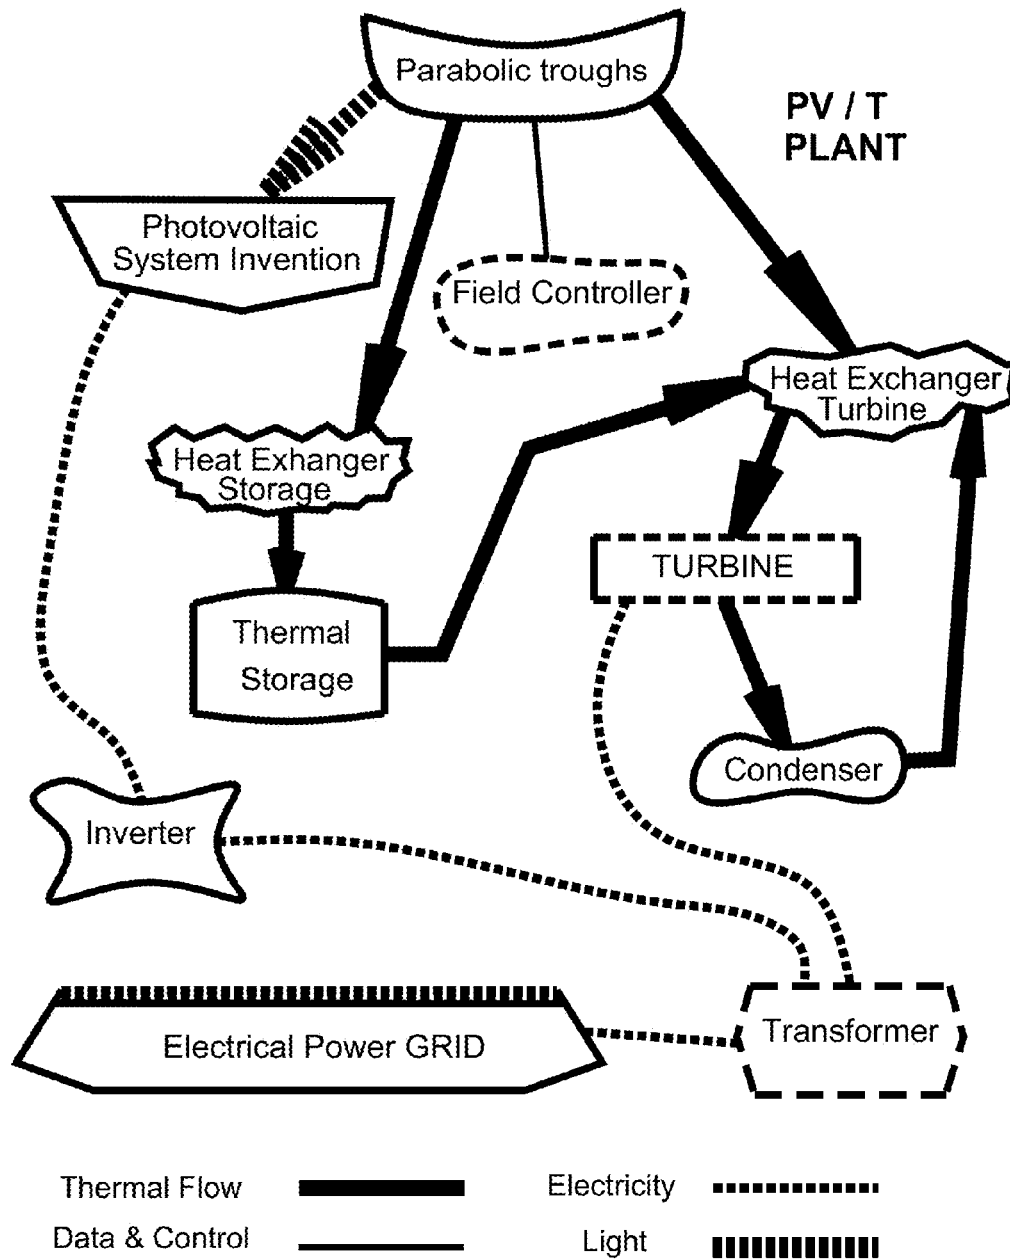 Parabolic troughs
PV / T
PLANT
Photovoltaic
System Invention
Field Controller
Heat Exchanger
Turbine
Heat Exhanger
Storage
TURBINE
Thermal
Storage
Condenser
Inverter
Electrical Power GRID
Transformer
Thermal Flow
Electricity
Data & Control
Light